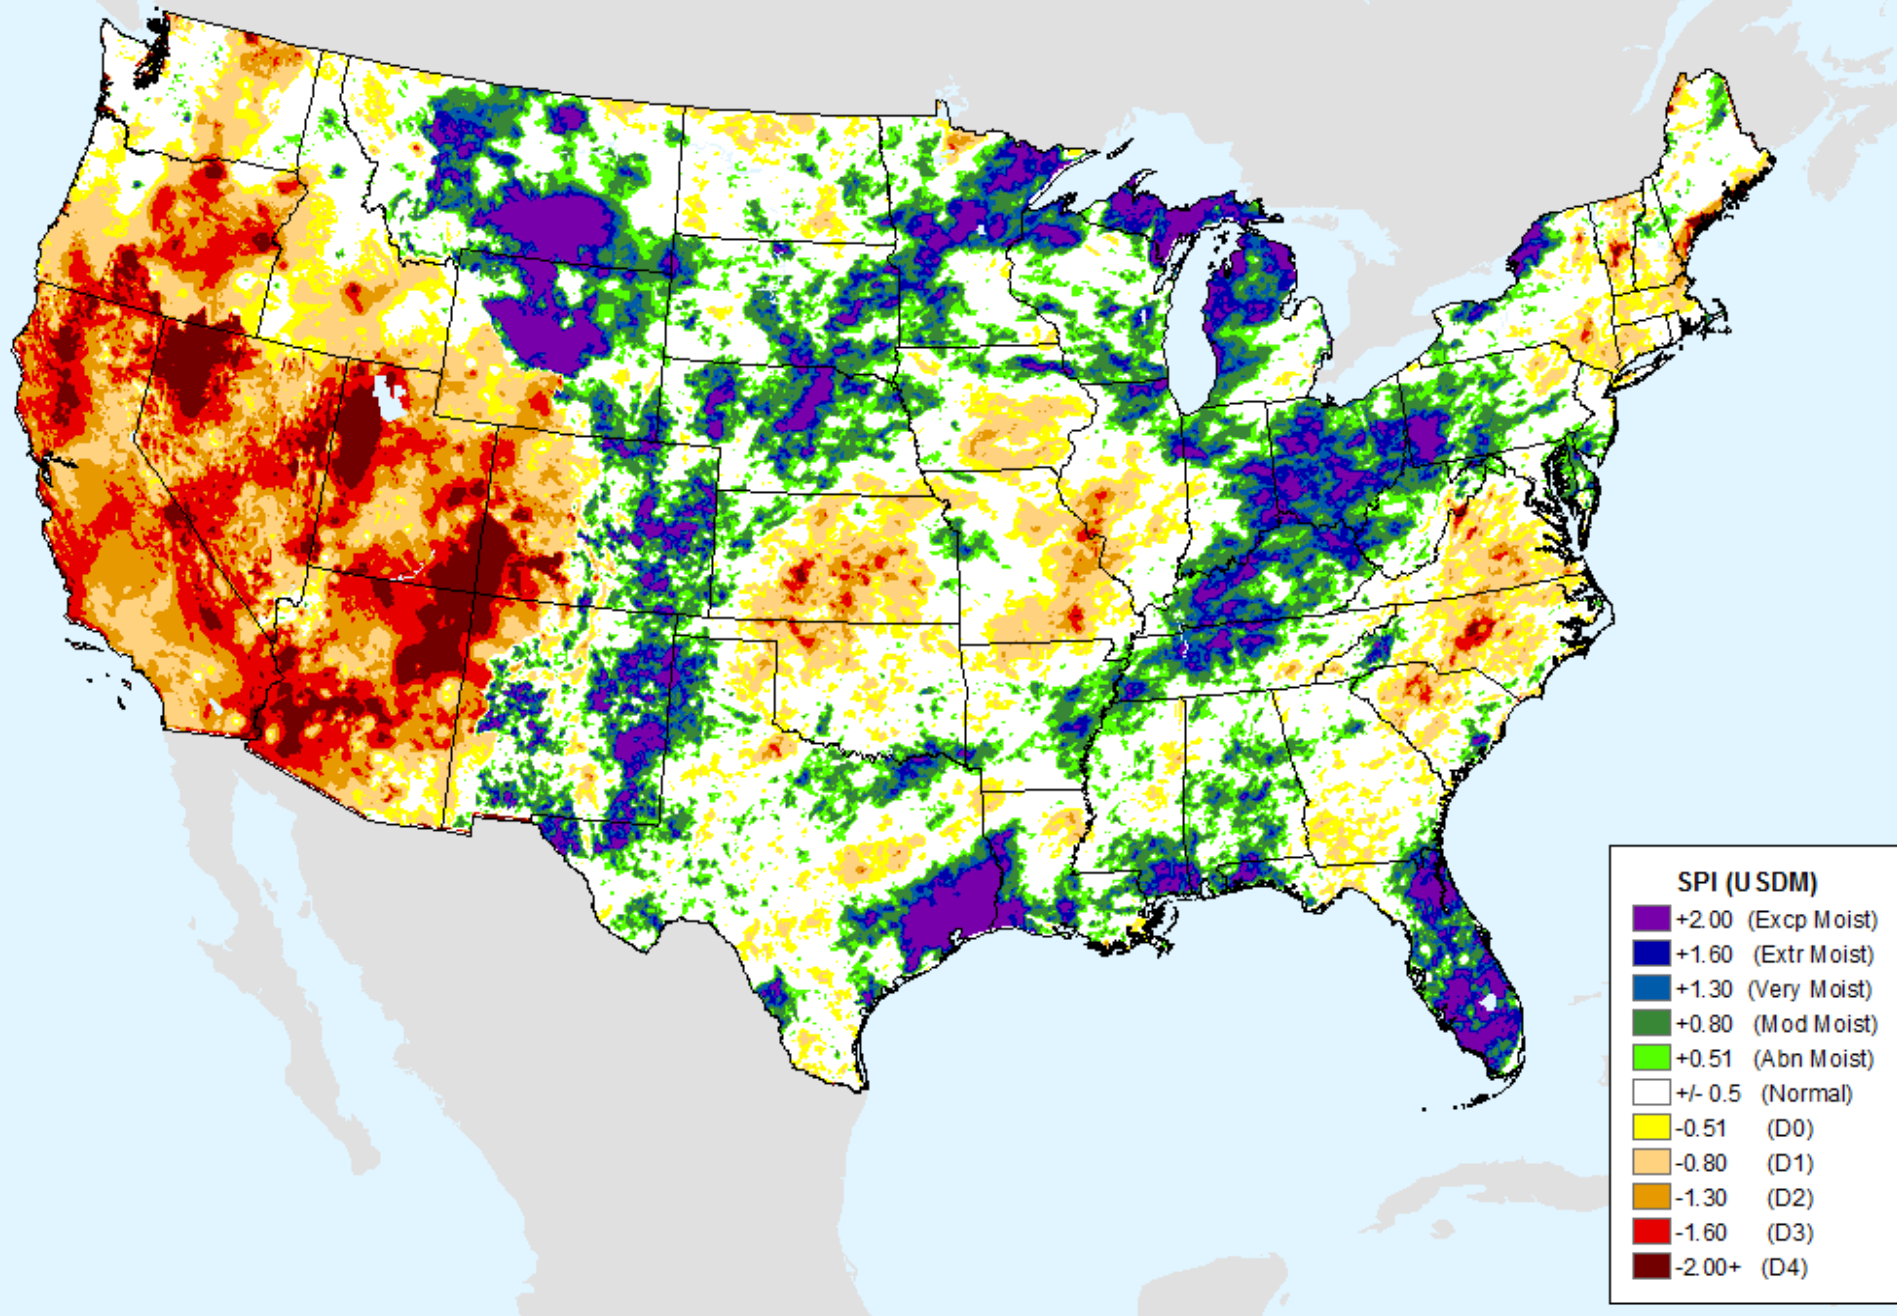 SPI (USDM)
+2.00 (Excp Moist)
+1.60 (Extr Moist)
+1.30 (Very Moist)
+0.80 (Mod Moist)
+0.51 (Abn Moist)
+/- 0.5 (Normal)
-0.51 (D0)
-0.80 (D1)
-1.30 (D2)
-1.60 (D3)
-2.00+ (D4)